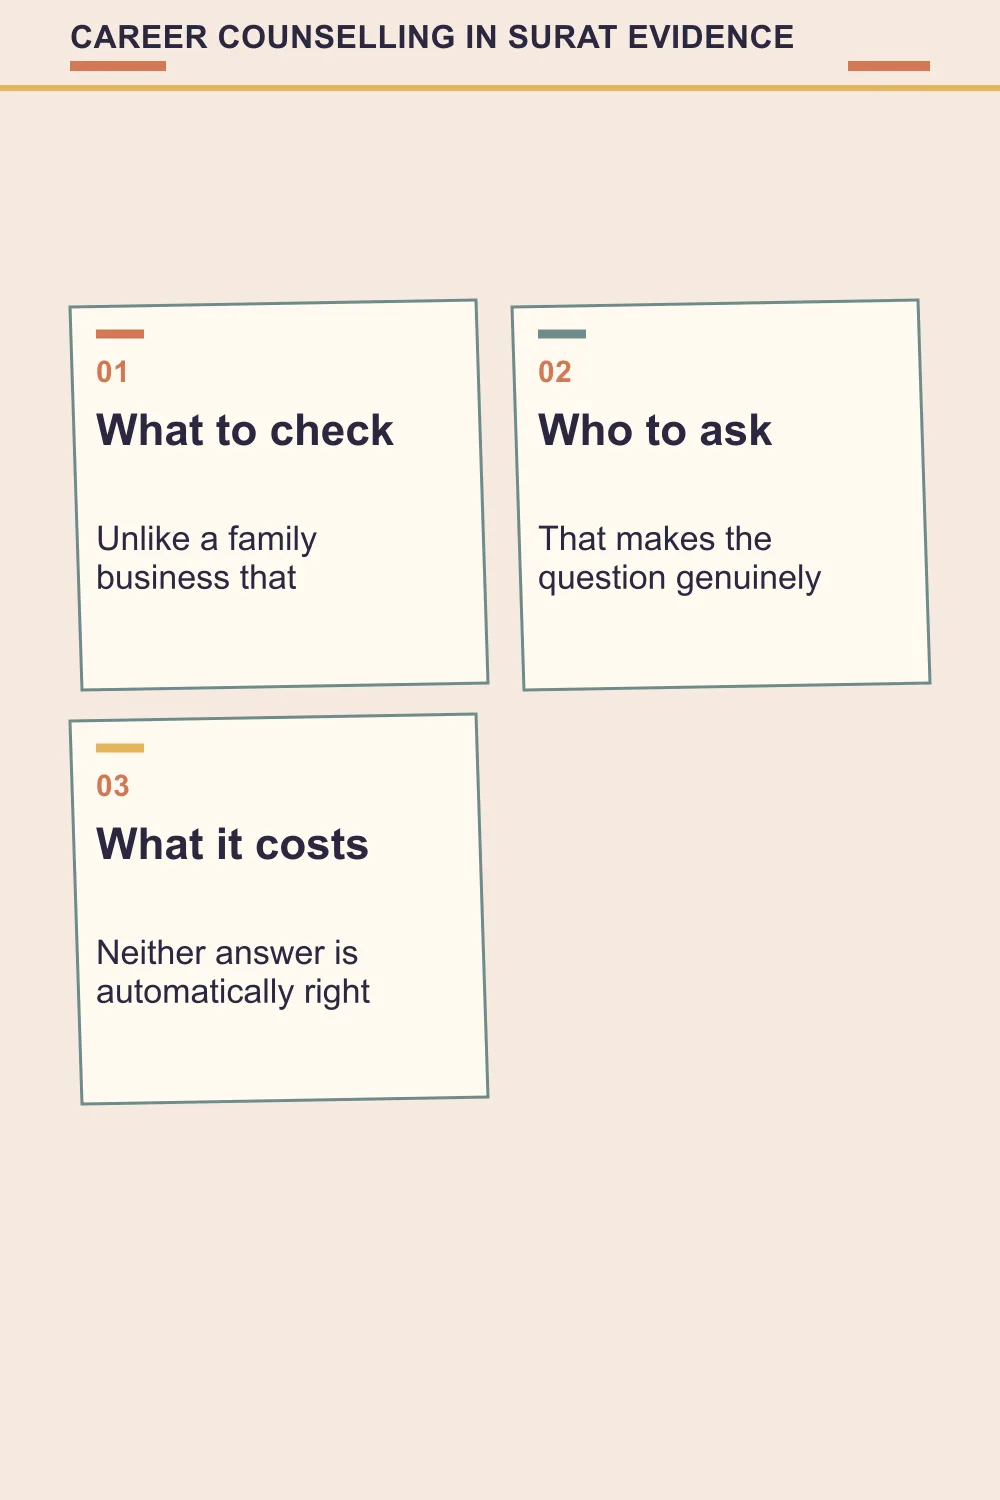 CAREER COUNSELLING IN SURAT EVIDENCE
01
What to check
Unlike a family
business that
02
Who to ask
That makes the
question genuinely
03
What it costs
Neither answer is
automatically right